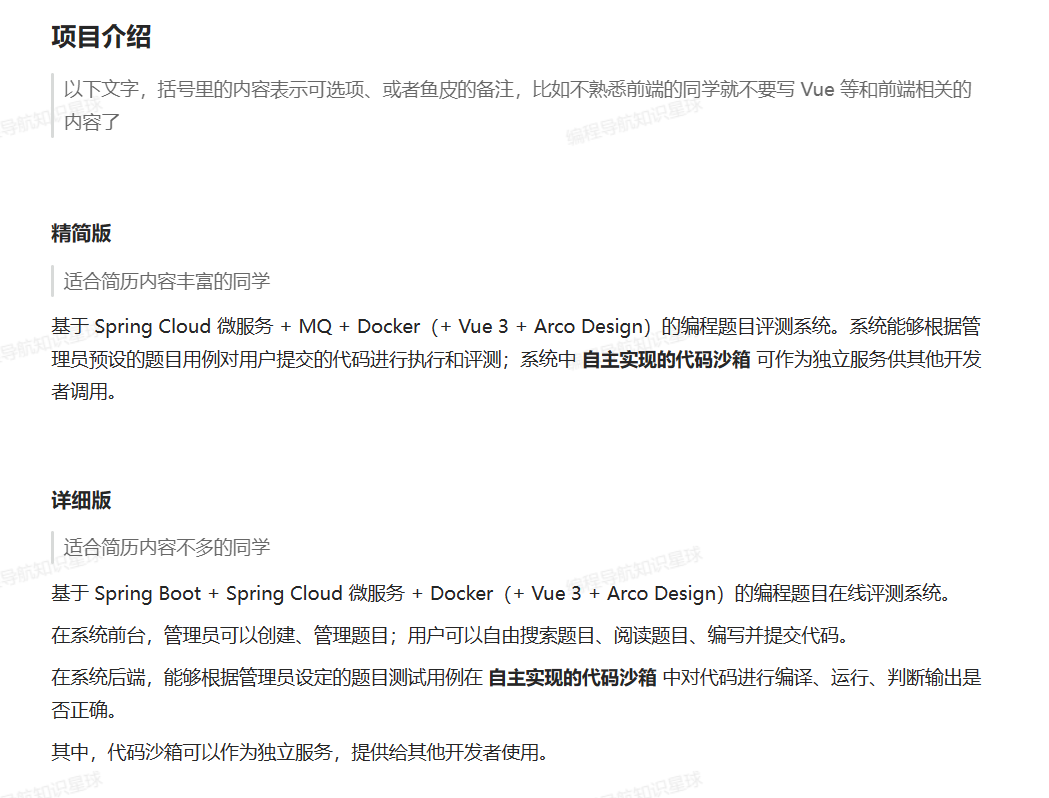 项目介绍
以下文字，括号里的内容表示可选项、或者鱼皮的备注，比如不熟悉前端的同学就不要写 Vue 等和前端相关的
内容了
导航知识星球
编程导航知识星球
精简版
适合简历内容丰富的同学
基于 Spring Cloud 微服务 + MQ + Docker（+ Vue 3 + Arco Design）的编程题目评测系统。系统能够根据管
理员预设的题目用例对用户提交的代码进行执行和评测；系统中 自主实现的代码沙箱 可作为独立服务供其他开发
者调用。
详细版
适合简历内容不多的同学
导航知识星球
编程导航知识星球
基于 Spring Boot + Spring Cloud 微服务 + Docker（+ Vue 3 + Arco Design）的编程题目在线评测系统。
在系统前台，管理员可以创建、管理题目；用户可以自由搜索题目、阅读题目、编写并提交代码。
在系统后端，能够根据管理员设定的题目测试用例在 自主实现的代码沙箱 中对代码进行编译、运行、判断输出是
否正确。
其中，代码沙箱可以作为独立服务，提供给其他开发者使用。
导航知识星球
知识星球